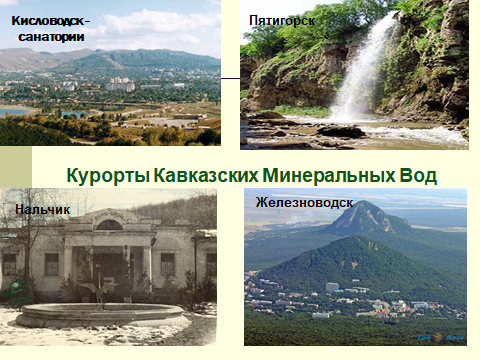 Кисловодск-
санатории
Пятигорск
Курорты Кавказских Минеральных Вод
Нальчик
Железноводск